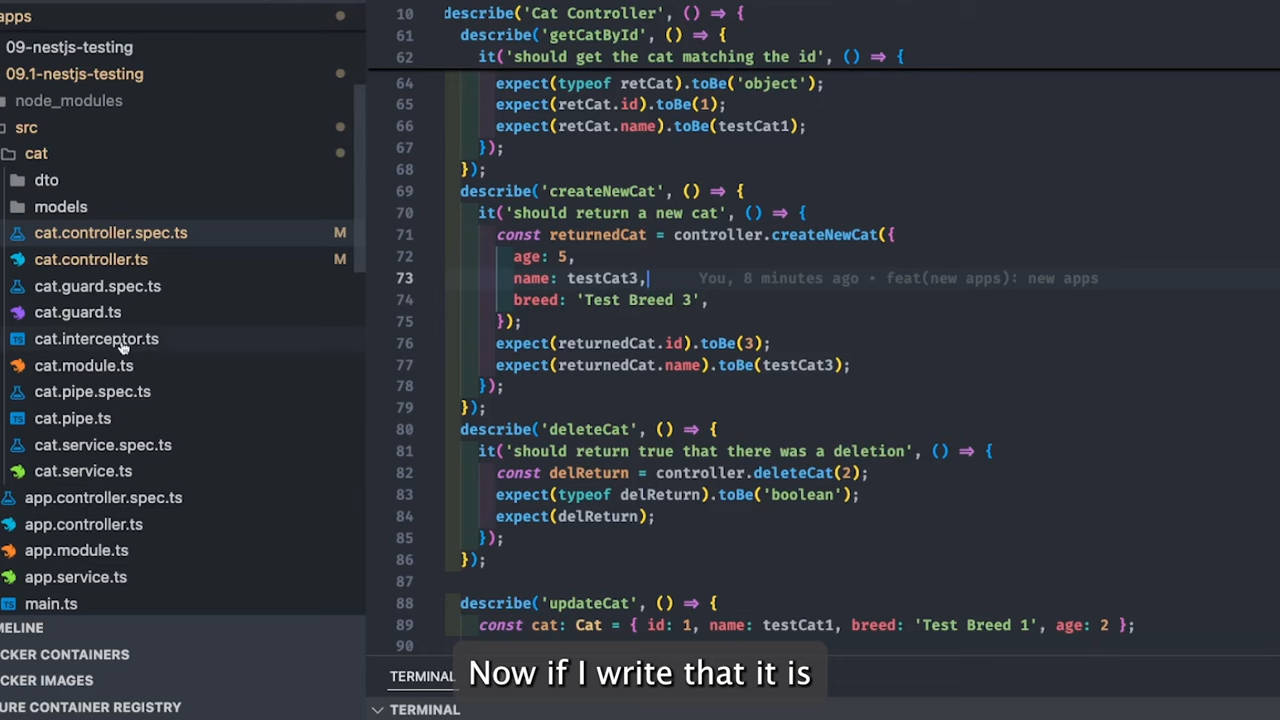 apps
09-nestjs-testing
09.1-nestjs-testing
node_modules
src
cat
dto
models
cat.controller.spec.ts M
cat.controller.ts M
cat.guard.spec.ts
cat.guard.ts
TS cat.interceptor.ts
cat.module.ts
cat.pipe.spec.ts
TS cat.pipe.ts
cat.service.spec.ts
cat.service.ts
app.controller.spec.ts
app.controller.ts
app.module.ts
app.service.ts
TS main.ts
MELINE
CKER CONTAINERS
CKER IMAGES
URE CONTAINER REGISTRY
10 describe('Cat Controller', () => {
61 describe('getCatById', () => {
62 it('should get the cat matching the id', () => {
64 expect(typeof retCat).toBe('object');
65 expect(retCat.id).toBe(1);
66 expect(retCat.name).toBe(testCat1);
67 });
68 });
69 describe('createNewCat', () => {
70 it('should return a new cat', () => {
71 const returnedCat = controller.createNewCat({
72 age: 5,
73 name: testCat3, You, 8 minutes ago • feat(new apps): new apps
74 breed: 'Test Breed 3',
75 });
76 expect(returnedCat.id).toBe(3);
77 expect(returnedCat.name).toBe(testCat3);
78 });
79 });
80 describe('deleteCat', () => {
81 it('should return true that there was a deletion', () => {
82 const delReturn = controller.deleteCat(2);
83 expect(typeof delReturn).toBe('boolean');
84 expect(delReturn);
85 });
86 });
87
88 describe('updateCat', () => {
89 const cat: Cat = { id: 1, name: testCat1, breed: 'Test Breed 1', age: 2 };
90
TERMINAL
TERMINAL
Now if I write that it is